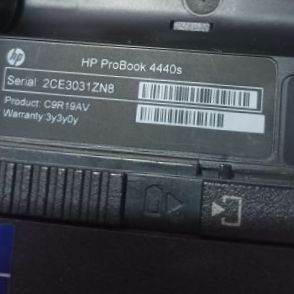 hp
HP ProBook 4440s
Serial: 2CE3031ZN8
Product: C9R19AV
Warranty 3y3y0y